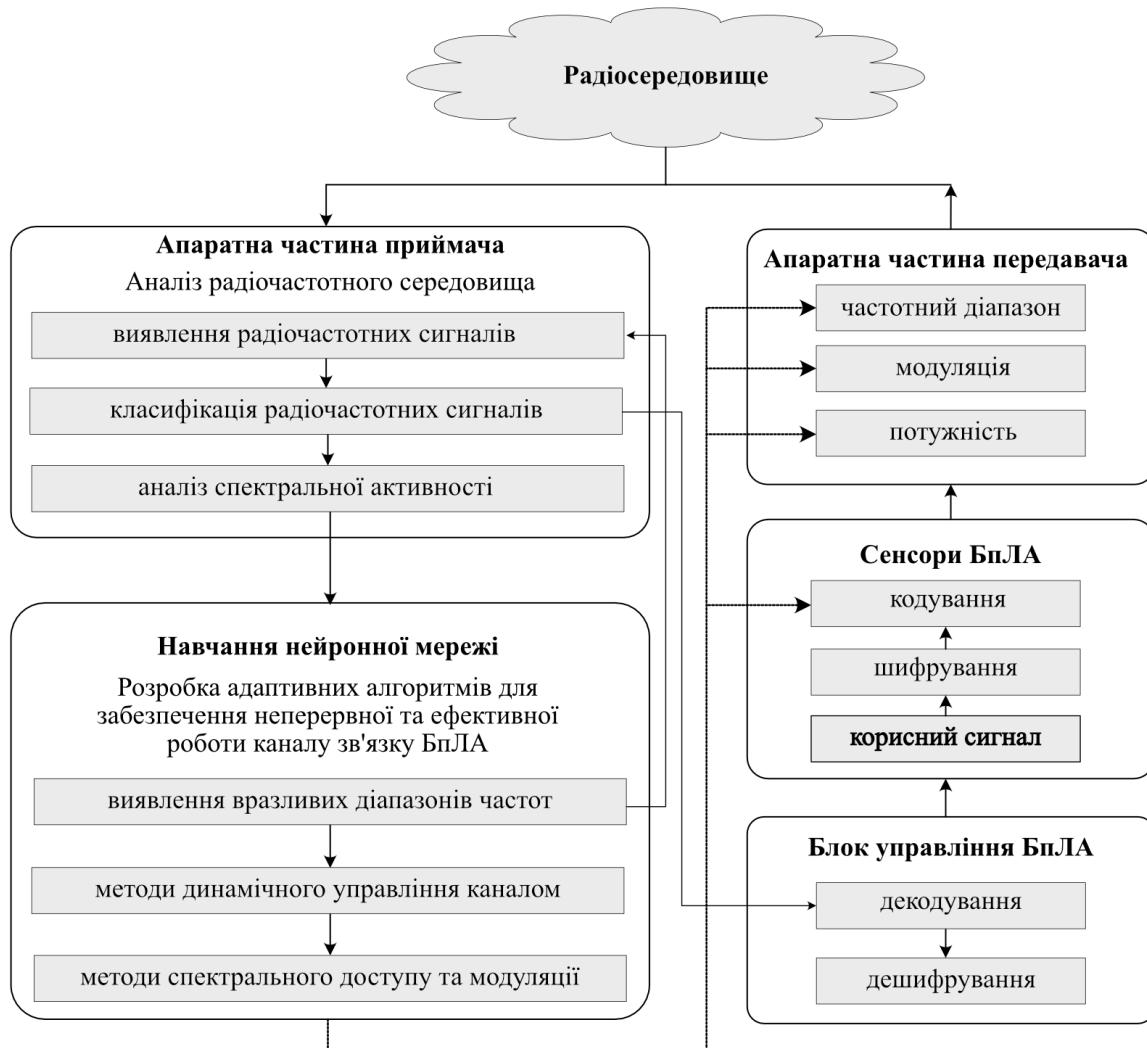 Радіосередовище
Апаратна частина приймача
Аналіз радіочастотного середовища
виявлення радіочастотних сигналів
класифікація радіочастотних сигналів
аналіз спектральної активності
Навчання нейронної мережі
Розробка адаптивних алгоритмів для
забезпечення неперервної та ефективної
роботи каналу зв'язку БпЛА
виявлення вразливих діапазонів частот
методи динамічного управління каналом
методи спектрального доступу та модуляції
Апаратна частина передавача
частотний діапазон
модуляція
потужність
Сенсори БпЛА
кодування
шифрування
корисний сигнал
Блок управління БпЛА
декодування
дешифрування